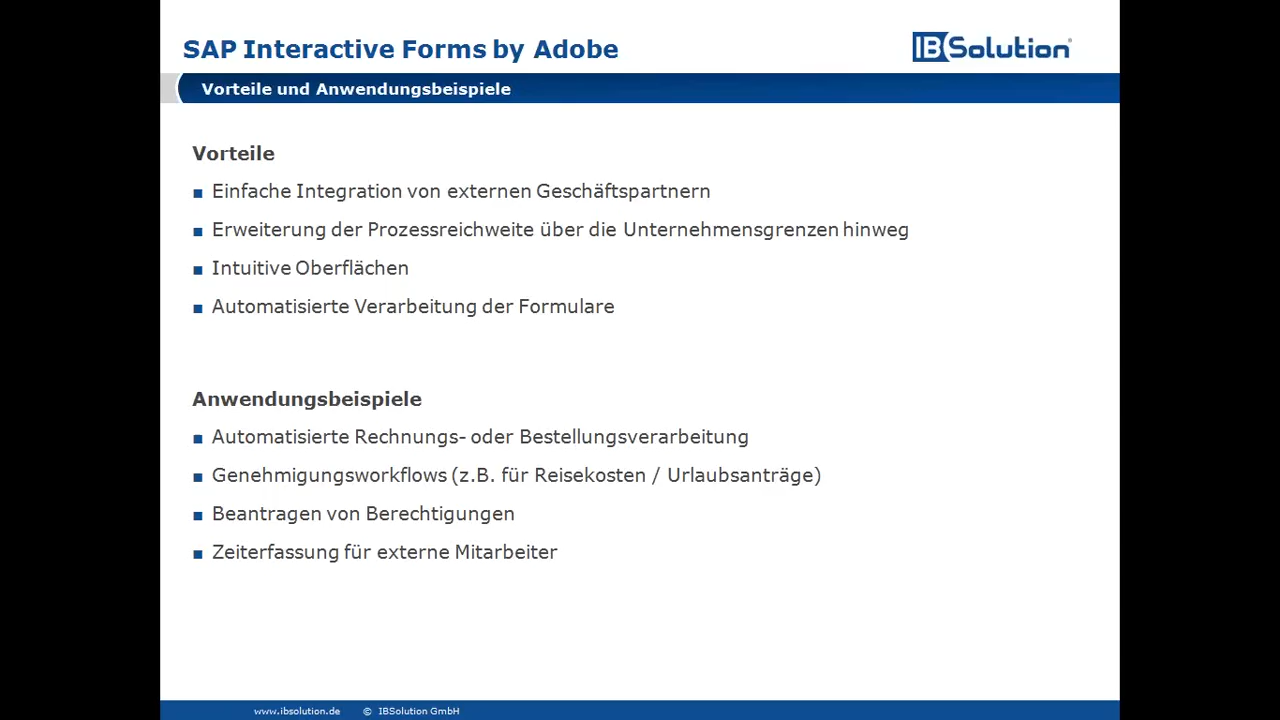 SAP Interactive Forms by Adobe
IBSolution
Vorteile und Anwendungsbeispiele
Vorteile
Einfache Integration von externen Geschäftspartnern
Erweiterung der Prozessreichweite über die Unternehmensgrenzen hinweg
Intuitive Oberflächen
Automatisierte Verarbeitung der Formulare
Anwendungsbeispiele
Automatisierte Rechnungs- oder Bestellungsverarbeitung
Genehmigungsworkflows (z.B. für Reisekosten / Urlaubsanträge)
Beantragen von Berechtigungen
Zeiterfassung für externe Mitarbeiter
www.ibsolution.de © IBSolution GmbH